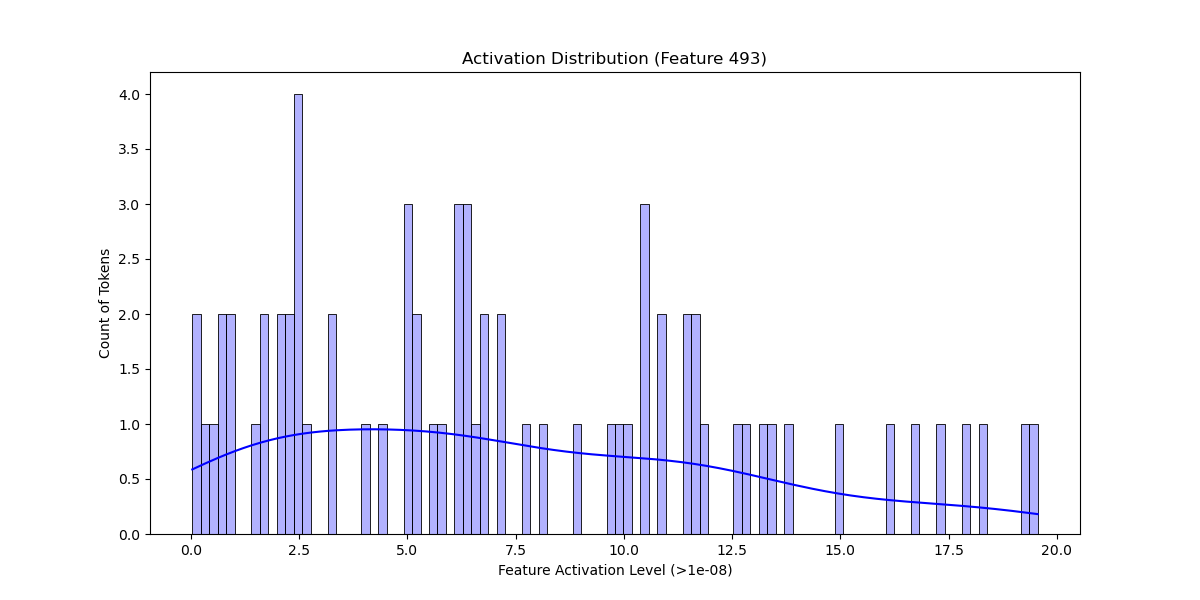 Activation Distribution (Feature 493)
Count of Tokens
4.0
3.5
3.0
2.5
2.0
1.5
1.0
0.5
0.0
0.0 2.5 5.0 7.5 10.0 12.5 15.0 17.5 20.0
Feature Activation Level (>1e-08)